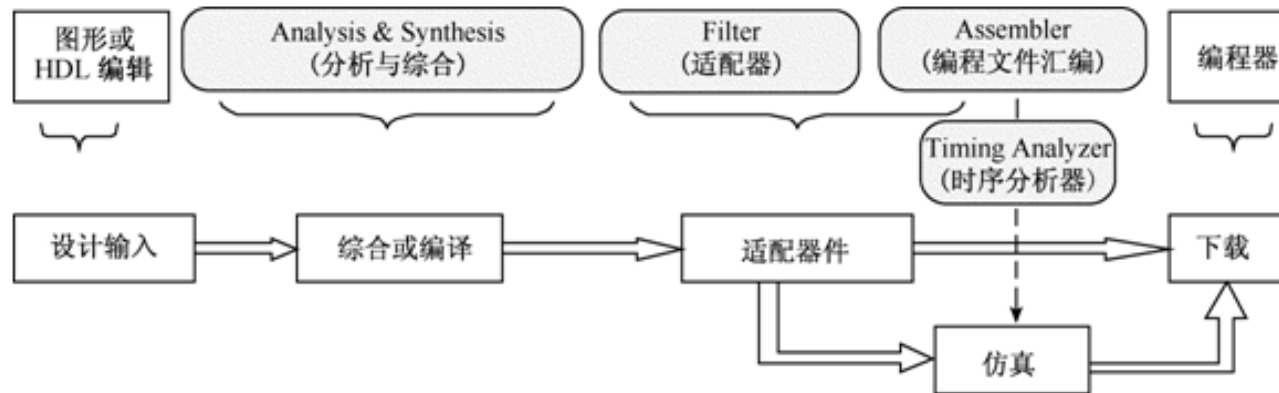 图形或
HDL 编辑
Analysis & Synthesis
(分析与综合)
Filter
(适配器)
Assembler
(编程文件汇编)
编程器
Timing Analyzer
(时序分析器)
设计输入
综合或编译
适配器件
下载
仿真